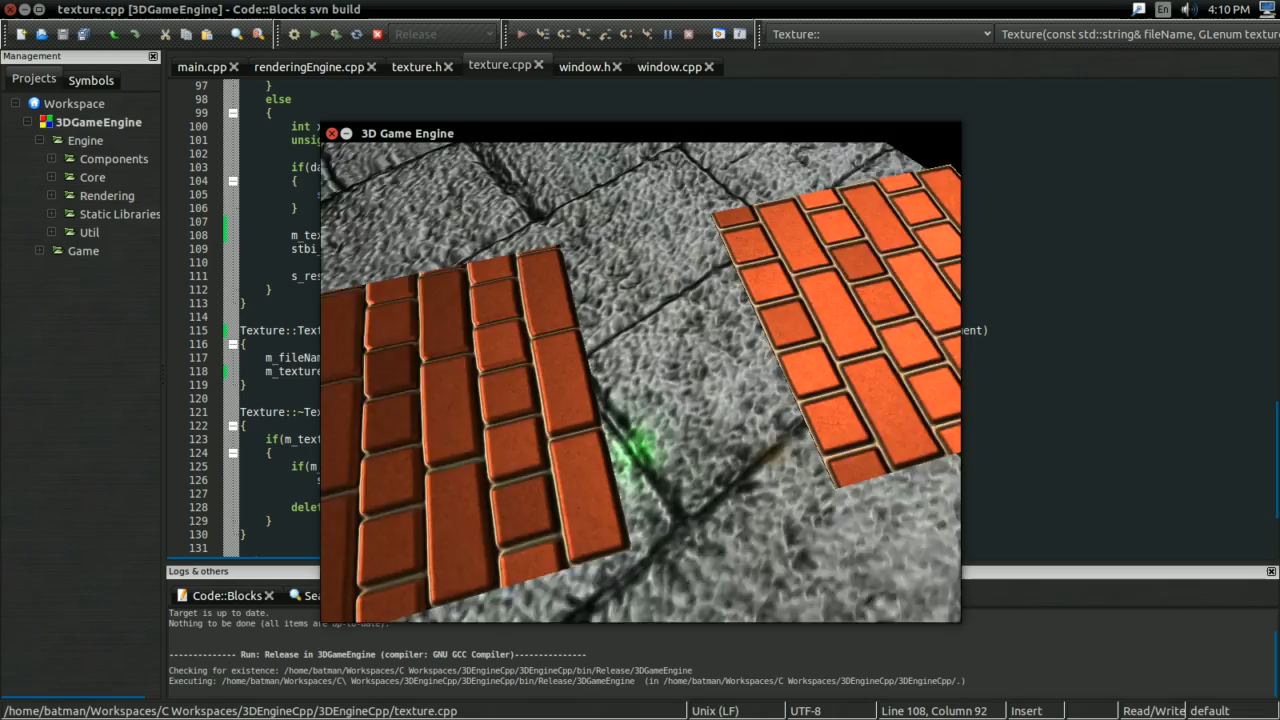 texture.cpp [3DGameEngine] - Code::Blocks svn build
En
4:10 PM
Release
Texture::
Texture(const std::string& fileName, GLenum texture
Management
Projects
Symbols
main.cpp
renderingEngine.cpp
texture.h
texture.cpp
window.h
window.cpp
Workspace
3DGameEngine
Engine
Components
Core
Rendering
Static Libraries
Util
Game
97 }
98 else
99 {
100 int x
101 unsig
102
103 if(da
104 {
105
106 }
107
108 m_tex
109 stbi_
110
111 s_res
112 }
113 }
114
115 Texture::Text ent)
116 {
117 m_fileNam
118 m_texture
119 }
120
121 Texture::~Tex
122 {
123 if(m_text
124 {
125 if(m_
126 s
127
128 delet
129 }
130 }
131
3D Game Engine
Logs & others
Code::Blocks
Sea
Target is up to date.
Nothing to be done (all items are up-to-date).
-------------- Run: Release in 3DGameEngine (compiler: GNU GCC Compiler)---------------
Checking for existence: /home/batman/Workspaces/C Workspaces/3DEngineCpp/3DEngineCpp/bin/Release/3DGameEngine
Executing: /home/batman/Workspaces/C\ Workspaces/3DEngineCpp/3DEngineCpp/bin/Release/3DGameEngine (in /home/batman/Workspaces/C Workspaces/3DEngineCpp/3DEngineCpp/.)
/home/batman/Workspaces/C Workspaces/3DEngineCpp/3DEngineCpp/texture.cpp
Unix (LF)
UTF-8
Line 108, Column 92
Insert
Read/Write
default